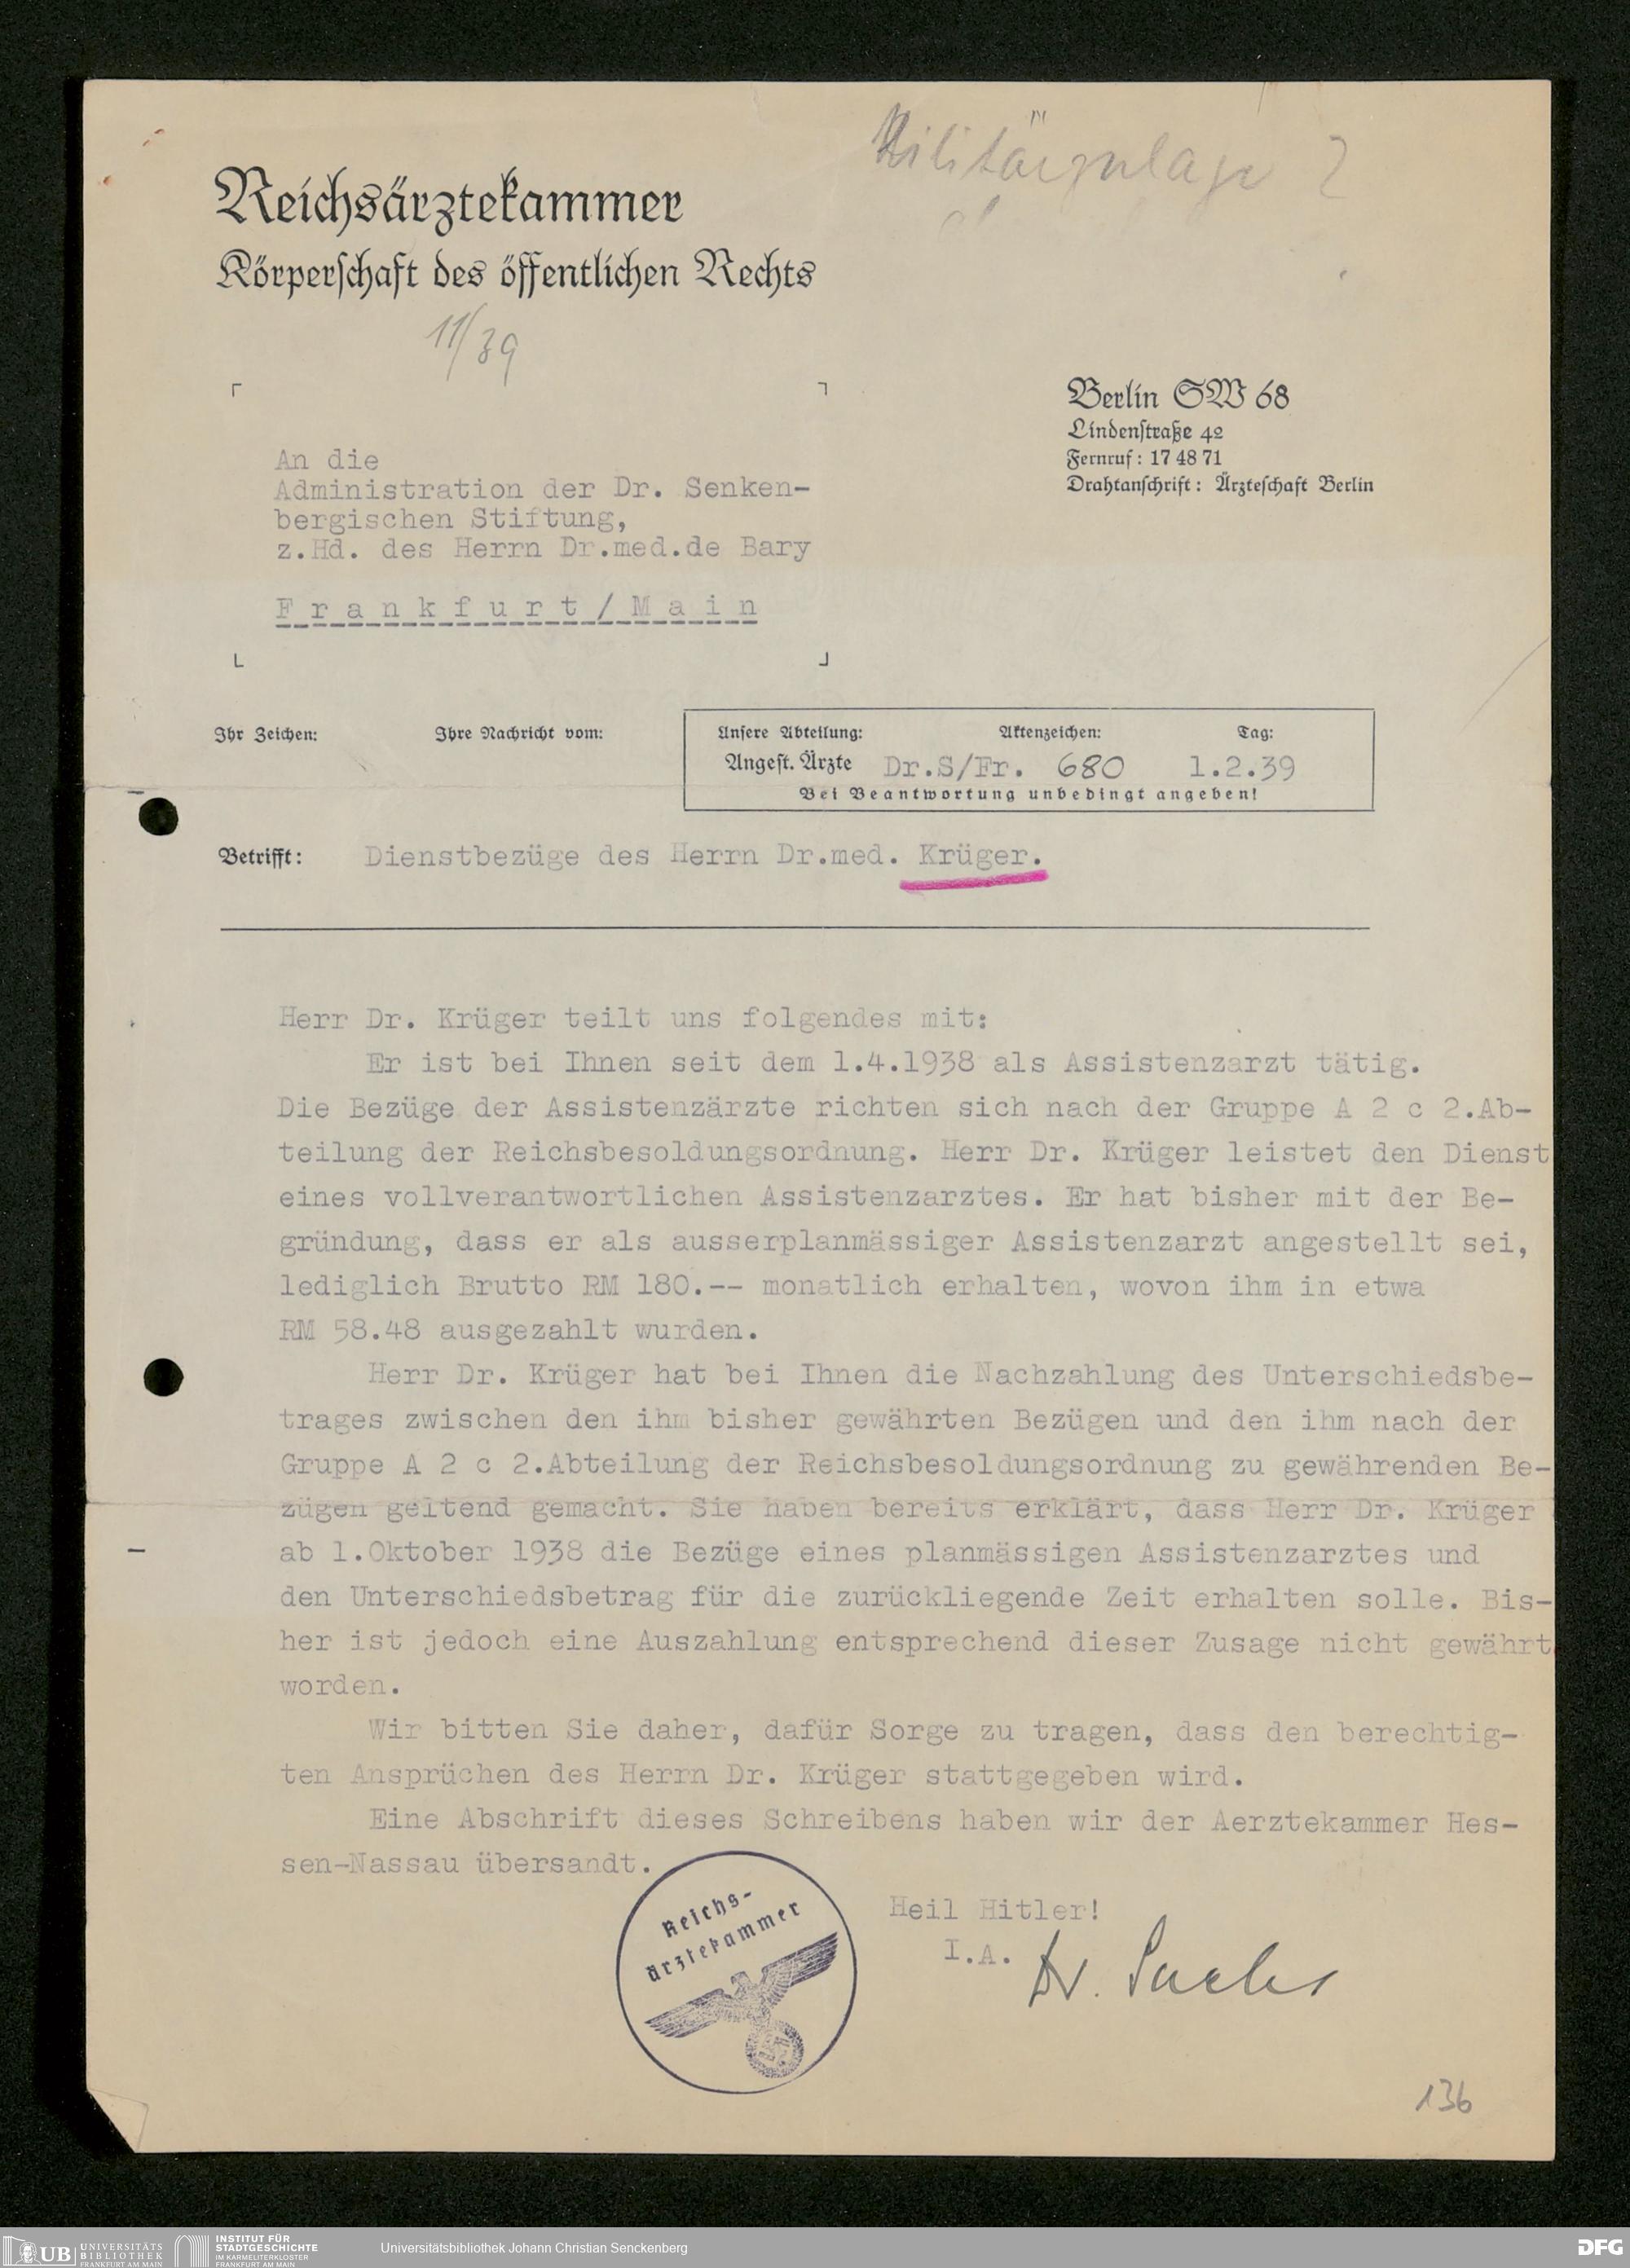 Militärzulage ?
Reichsärztekammer
Körperschaft des öffentlichen Rechts
11/39
Berlin SW 68
Lindenstraße 42
Fernruf: 17 48 71
Drahtanschrift: Ärzteschaft Berlin
An die
Administration der Dr. Senken-
bergischen Stiftung,
z.Hd. des Herrn Dr.med.de Bary
Frankfurt/Main
Ihr Zeichen: Ihre Nachricht vom: Unsere Abteilung: Aktenzeichen: Tag:
Angest. Ärzte Dr.S/Fr. 680 1.2.39
Bei Beantwortung unbedingt angeben!
Betrifft: Dienstbezüge des Herrn Dr.med. Krüger.
Herr Dr. Krüger teilt uns folgendes mit:
Er ist bei Ihnen seit dem 1.4.1938 als Assistenzarzt tätig.
Die Bezüge der Assistenzärzte richten sich nach der Gruppe A 2 c 2.Ab-
teilung der Reichsbesoldungsordnung. Herr Dr. Krüger leistet den Dienst
eines vollverantwortlichen Assistenzarztes. Er hat bisher mit der Be-
gründung, dass er als ausserplanmässiger Assistenzarzt angestellt sei,
lediglich Brutto RM 180.-- monatlich erhalten, wovon ihm in etwa
RM 58.48 ausgezahlt wurden.
Herr Dr. Krüger hat bei Ihnen die Nachzahlung des Unterschiedsbe-
trages zwischen den ihm bisher gewährten Bezügen und den ihm nach der
Gruppe A 2 c 2.Abteilung der Reichsbesoldungsordnung zu gewährenden Be-
zügen geltend gemacht. Sie haben bereits erklärt, dass Herr Dr. Krüger
ab 1.Oktober 1938 die Bezüge eines planmässigen Assistenzarztes und
den Unterschiedsbetrag für die zurückliegende Zeit erhalten solle. Bis-
her ist jedoch eine Auszahlung entsprechend dieser Zusage nicht gewährt
worden.
Wir bitten Sie daher, dafür Sorge zu tragen, dass den berechtig-
ten Ansprüchen des Herrn Dr. Krüger stattgegeben wird.
Eine Abschrift dieses Schreibens haben wir der Aerztekammer Hes-
sen-Nassau übersandt.
Reichs-
ärztekammer
Heil Hitler!
I.A. Dr. Sachs
136
UB UNIVERSITÄTS
BIBLIOTHEK
FRANKFURT AM MAIN
INSTITUT FÜR
STADTGESCHICHTE
IM KARMELITERKLOSTER
FRANKFURT AM MAIN
Universitätsbibliothek Johann Christian Senckenberg
DFG